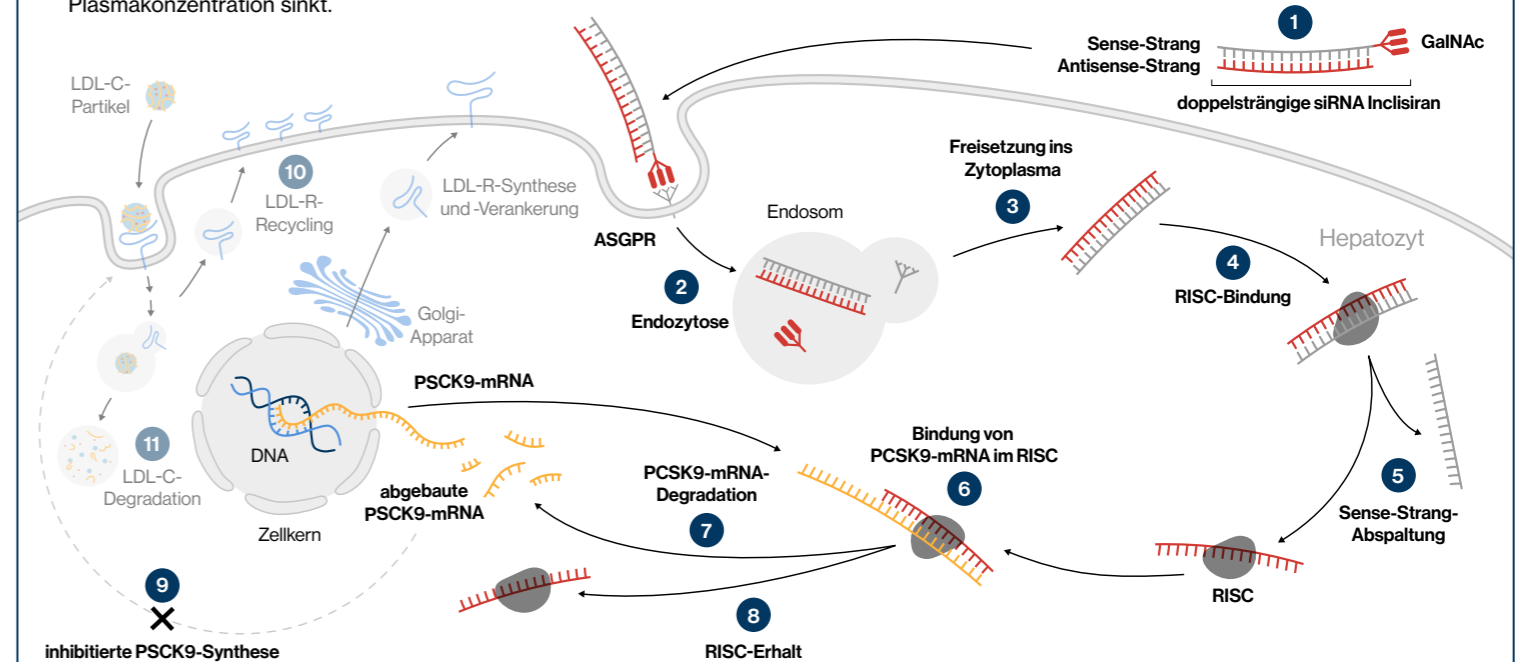 Plasmakonzentration sinkt.
1
Sense-Strang
Antisense-Strang
GalNAc
doppelsträngige siRNA Inclisiran
LDL-C-
Partikel
10
LDL-R-
Recycling
LDL-R-Synthese
und -Verankerung
ASGPR
2
Endozytose
Endosom
Freisetzung ins
Zytoplasma
3
4
RISC-Bindung
Hepatozyt
Golgi-
Apparat
PSCK9-mRNA
DNA
Zellkern
11
LDL-C-
Degradation
abgebaute
PSCK9-mRNA
PCSK9-mRNA-
Degradation
7
Bindung von
PCSK9-mRNA im RISC
6
5
Sense-Strang-
Abspaltung
RISC
8
RISC-Erhalt
9
inhibitierte PSCK9-Synthese